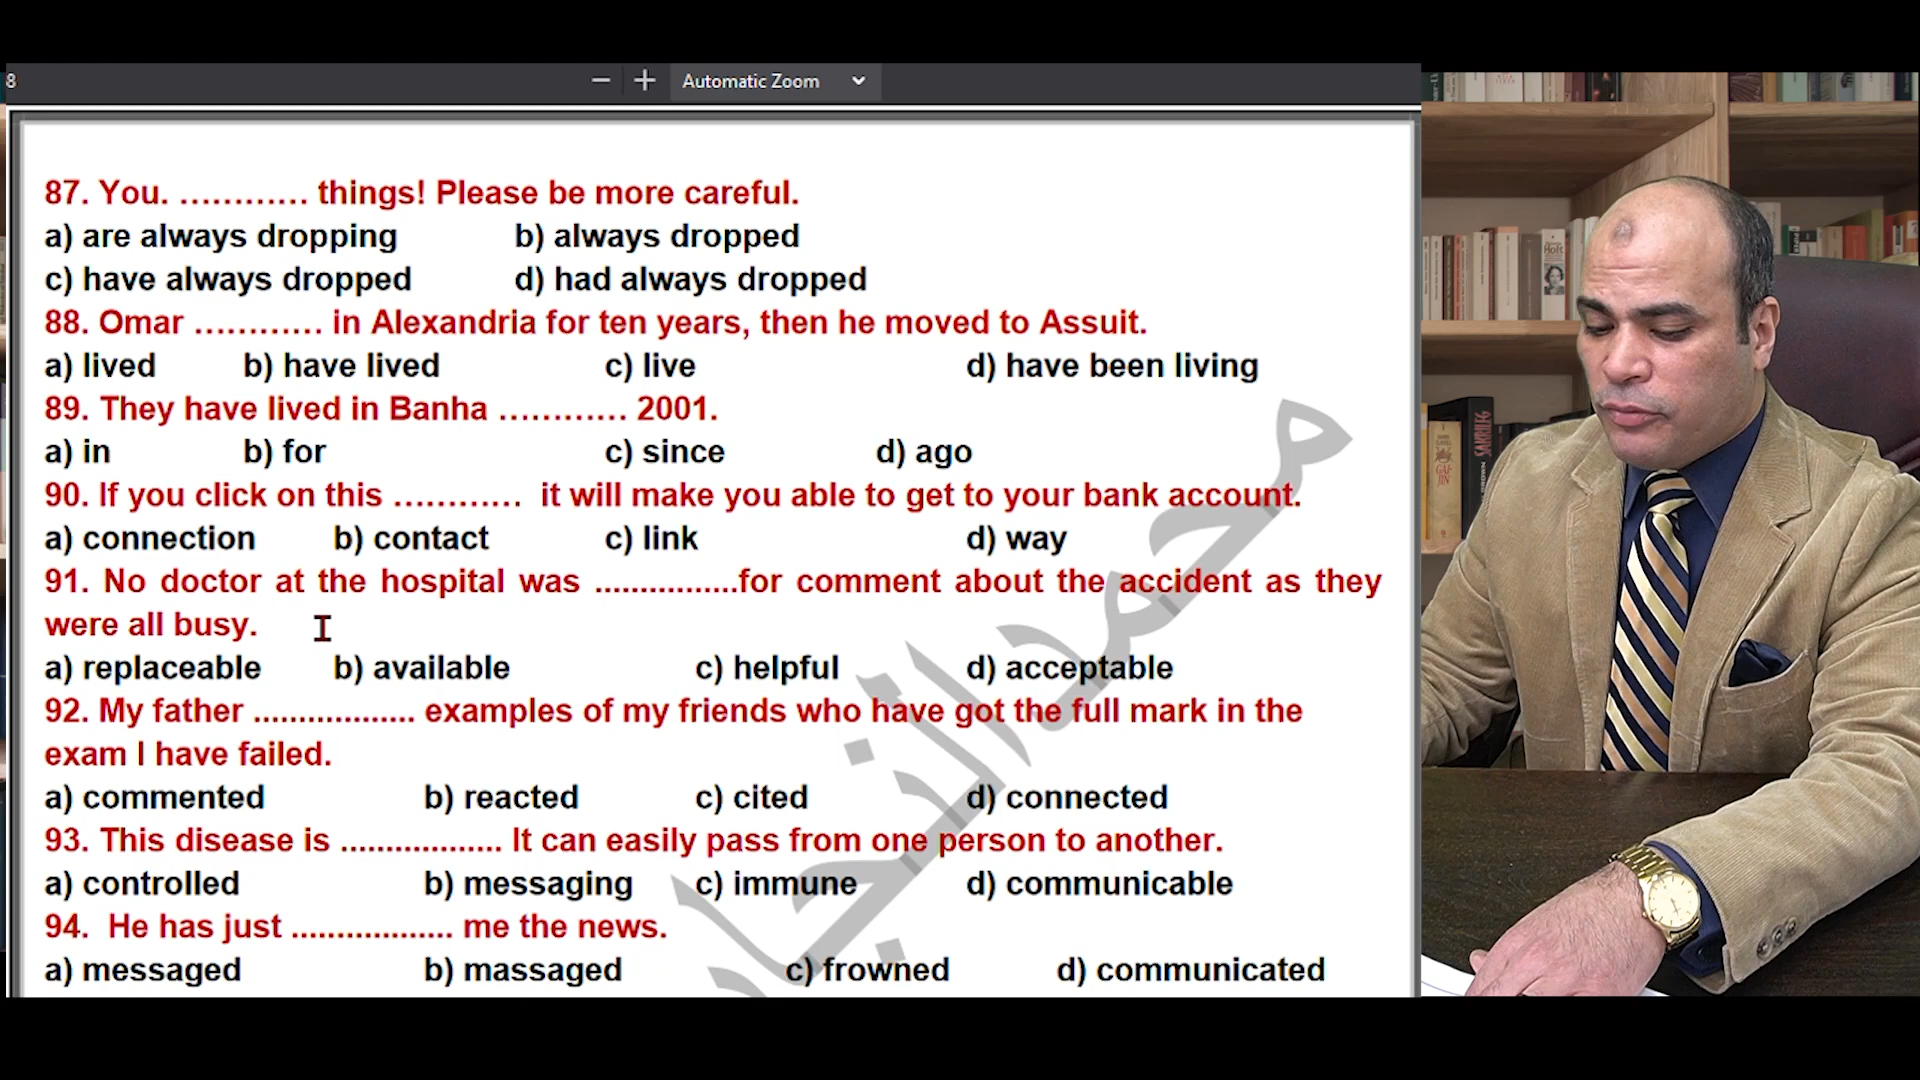 8
Automatic Zoom
87. You. ………… things! Please be more careful.
a) are always dropping b) always dropped
c) have always dropped d) had always dropped
88. Omar ………… in Alexandria for ten years, then he moved to Assuit.
a) lived b) have lived c) live d) have been living
89. They have lived in Banha ………… 2001.
a) in b) for c) since d) ago
90. If you click on this ………… it will make you able to get to your bank account.
a) connection b) contact c) link d) way
91. No doctor at the hospital was ................for comment about the accident as they
were all busy.
a) replaceable b) available c) helpful d) acceptable
92. My father .................. examples of my friends who have got the full mark in the
exam I have failed.
a) commented b) reacted c) cited d) connected
93. This disease is .................. It can easily pass from one person to another.
a) controlled b) messaging c) immune d) communicable
94. He has just .................. me the news.
a) messaged b) massaged c) frowned d) communicated
محمد النجار